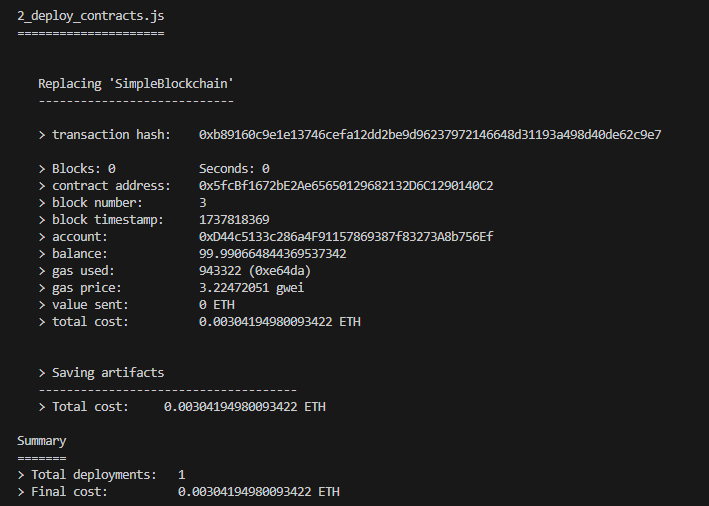 2_deploy_contracts.js
=====================
Replacing 'SimpleBlockchain'
----------------------------
> transaction hash: 0xb89160c9e1e13746cefa12dd2be9d96237972146648d31193a498d40de62c9e7
> Blocks: 0 Seconds: 0
> contract address: 0x5fcBf1672bE2Ae65650129682132D6C1290140C2
> block number: 3
> block timestamp: 1737818369
> account: 0xD44c5133c286a4F91157869387f83273A8b756Ef
> balance: 99.990664844369537342
> gas used: 943322 (0xe64da)
> gas price: 3.22472051 gwei
> value sent: 0 ETH
> total cost: 0.00304194980093422 ETH
> Saving artifacts
-------------------------------------
> Total cost: 0.00304194980093422 ETH
Summary
=======
> Total deployments: 1
> Final cost: 0.00304194980093422 ETH